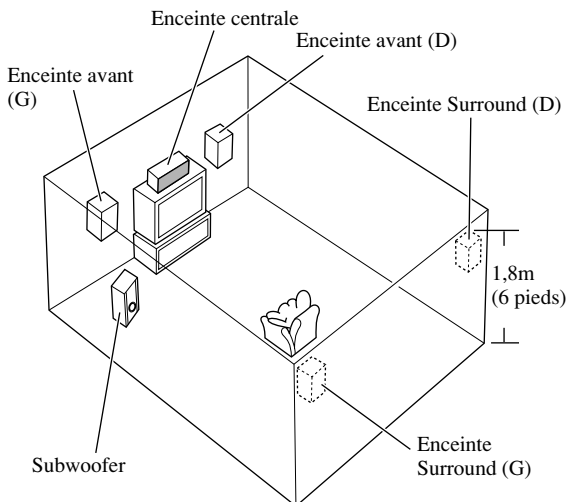 Enceinte centrale
Enceinte avant (D)
Enceinte avant
(G)
Enceinte Surround (D)
1,8m
(6 pieds)
Subwoofer
Enceinte
Surround (G)